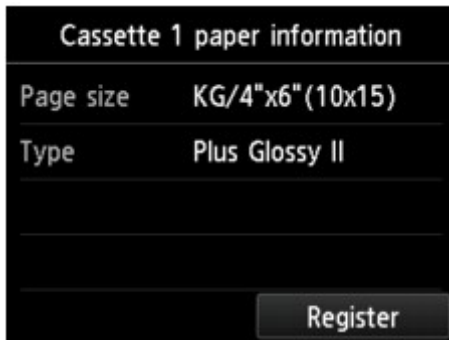 Cassette 1 paper information
Page size KG/4"x6"(10x15)
Type Plus Glossy II
Register